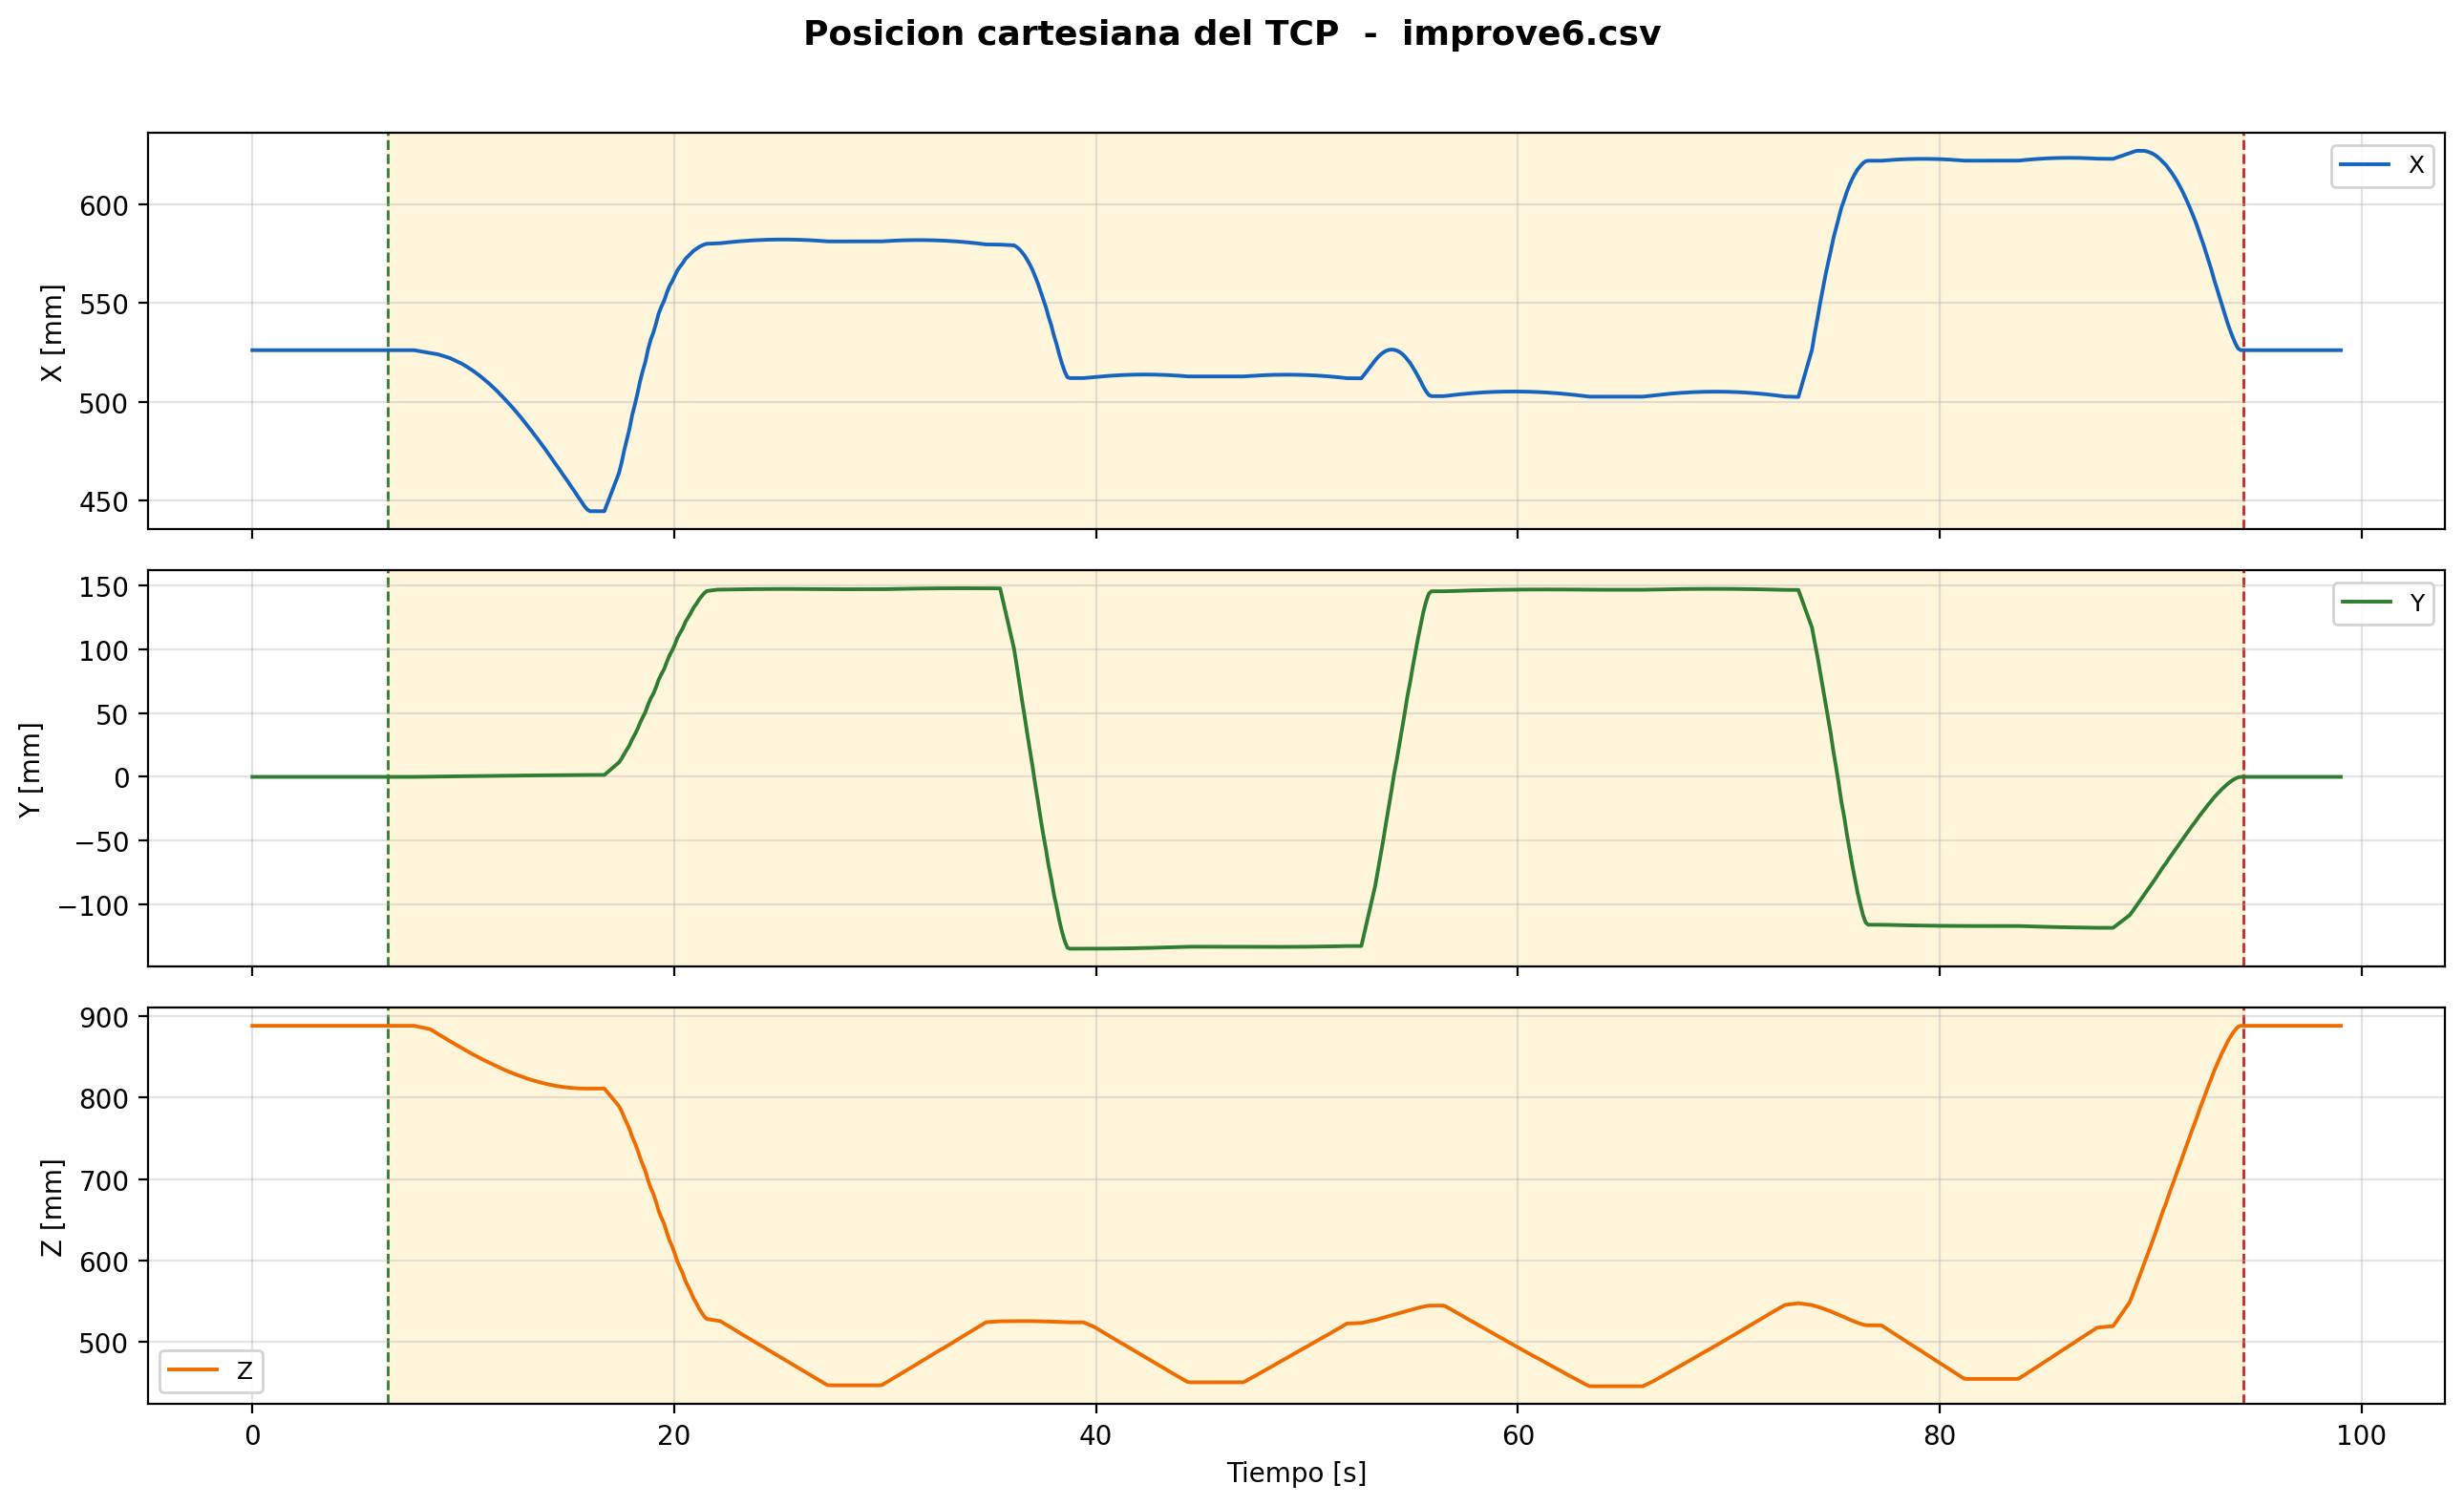 Posicion cartesiana del TCP - improve6.csv
X [mm]
600
550
500
450
X
Y [mm]
150
100
50
0
−50
−100
Y
Z [mm]
900
800
700
600
500
Z
0 20 40 60 80 100
Tiempo [s]